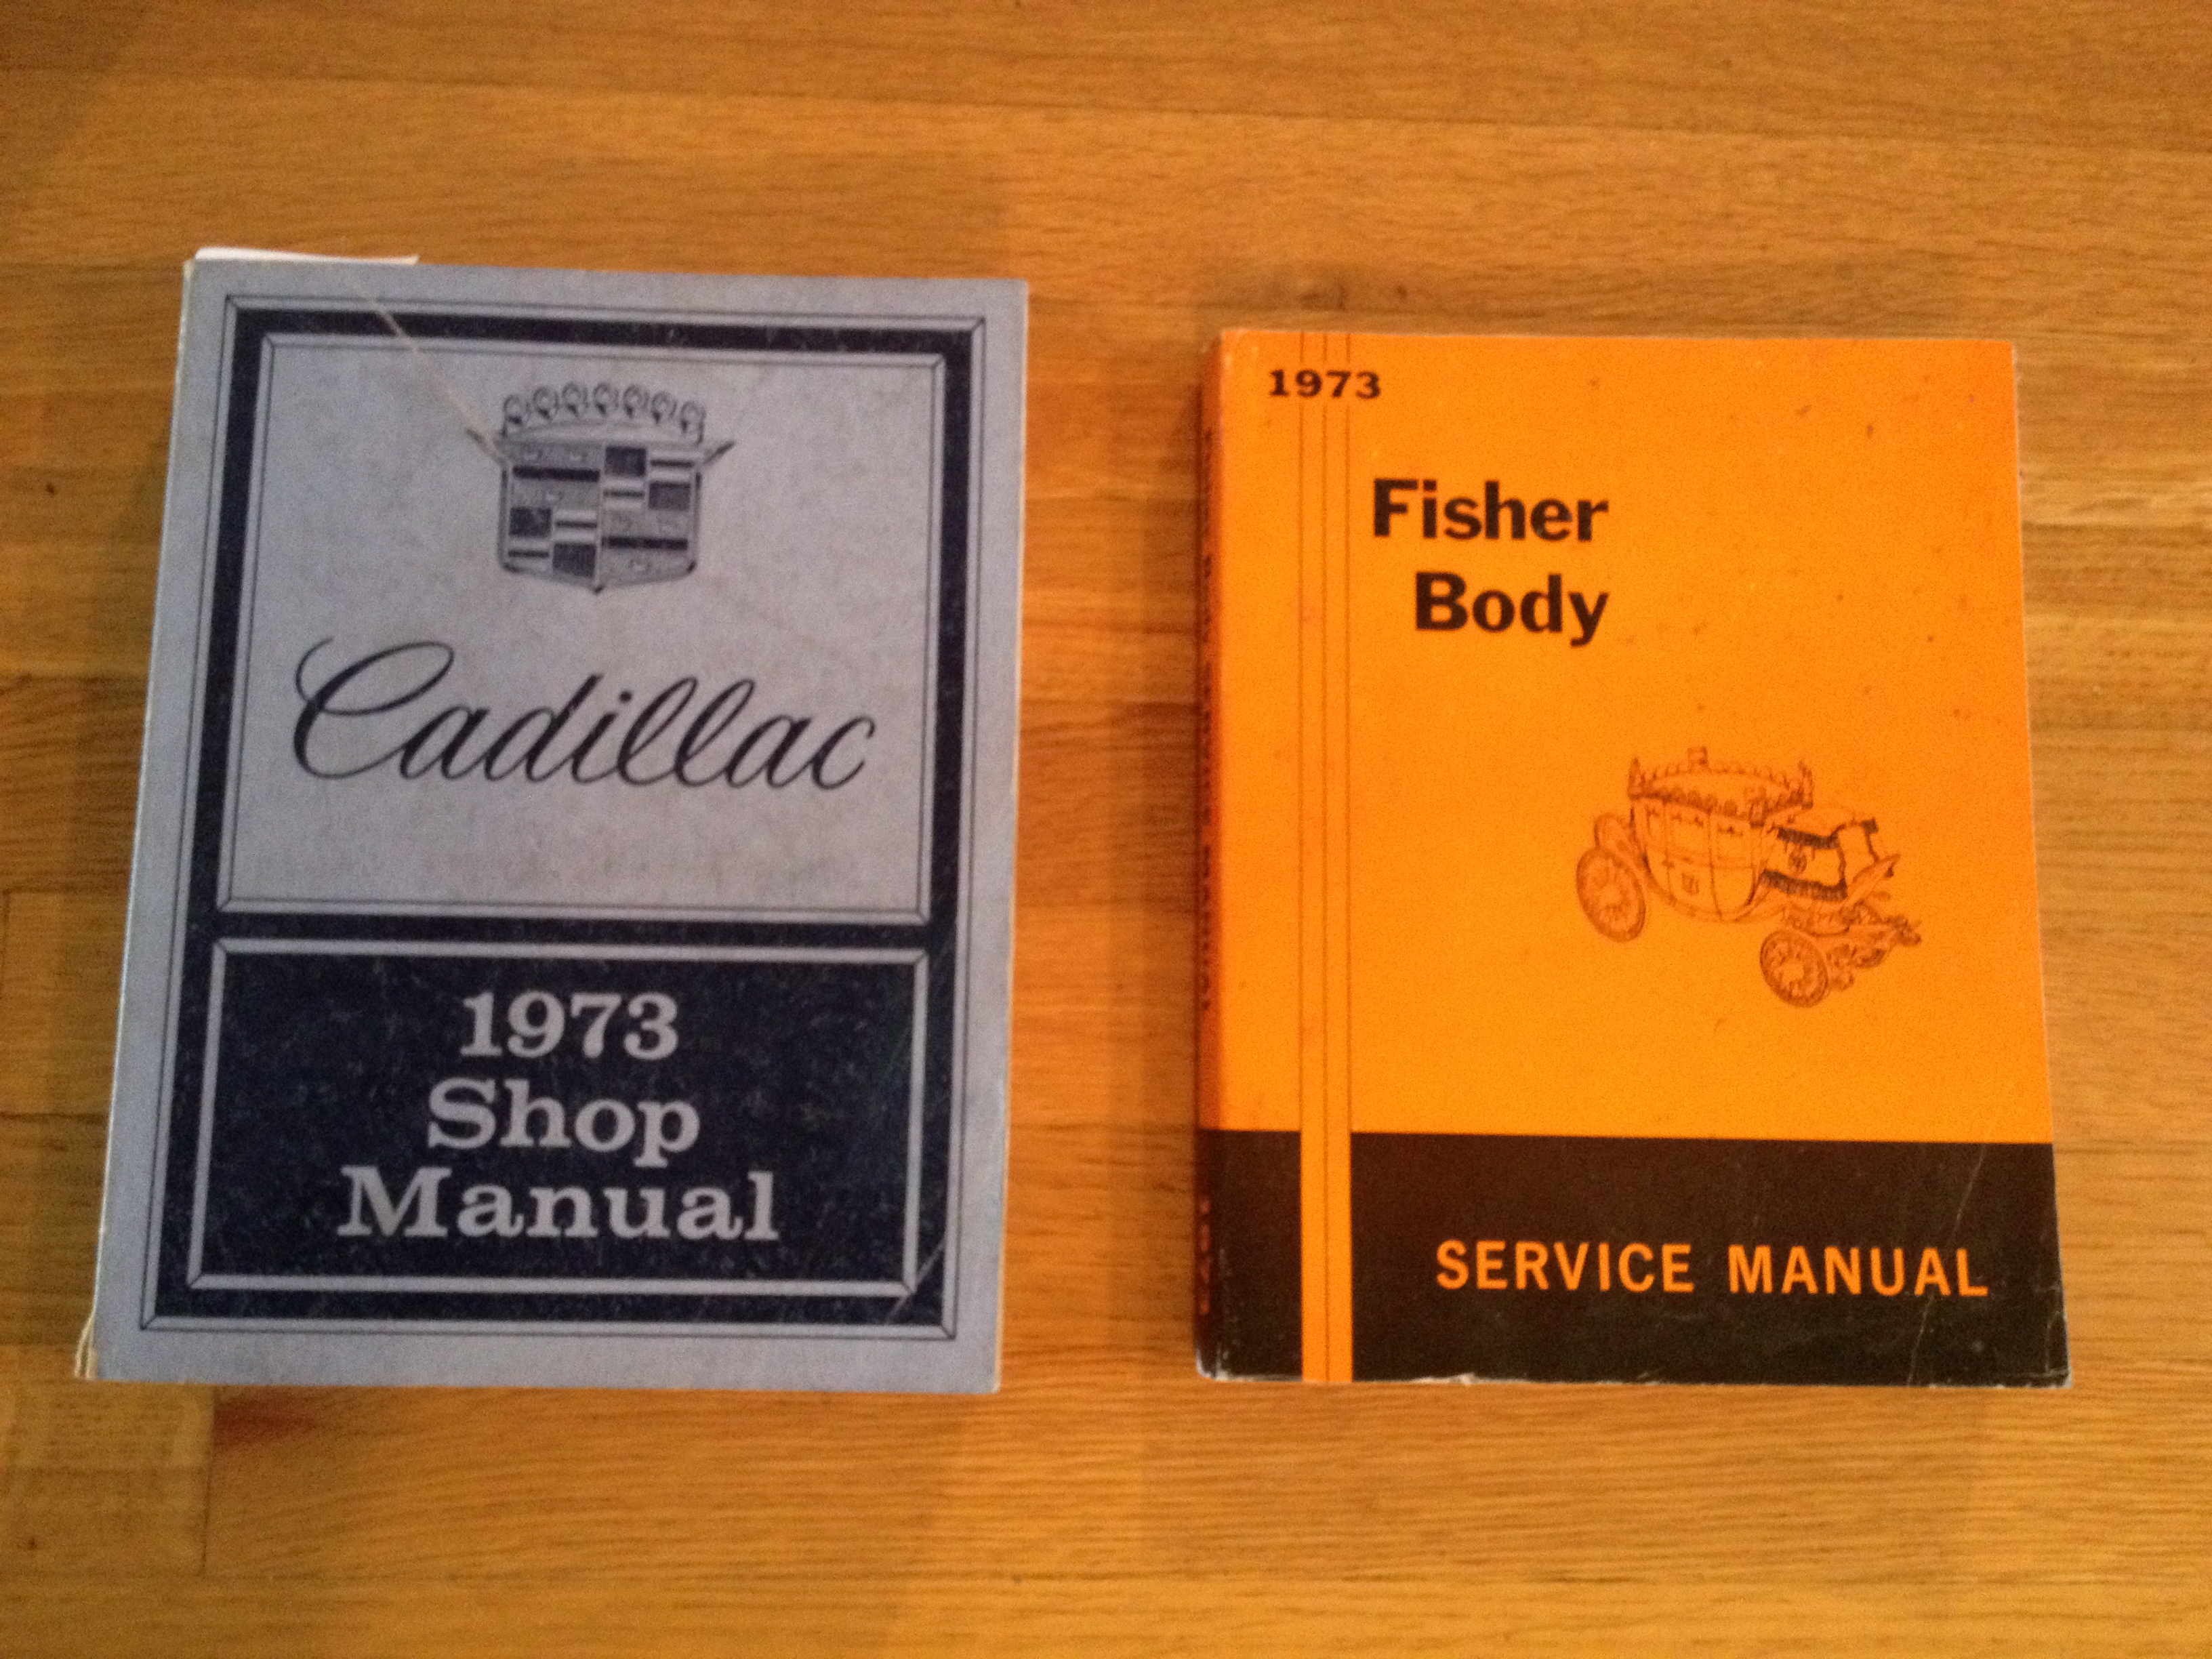 Cadillac
1973
Shop
Manual
1973
Fisher
Body
SERVICE MANUAL